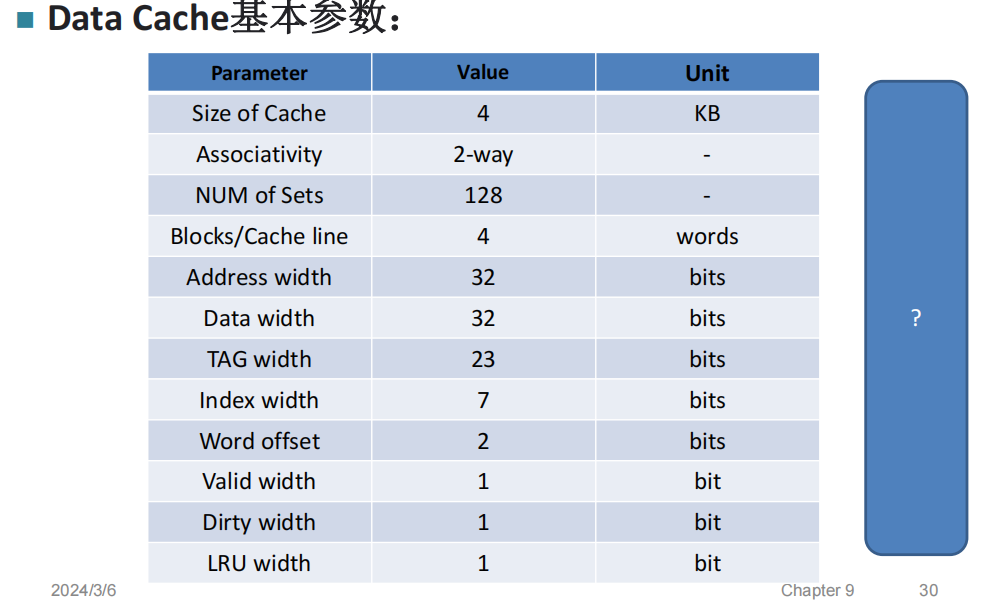 Data Cache基本参数：
Parameter Value Unit
Size of Cache 4 KB
Associativity 2-way -
NUM of Sets 128 -
Blocks/Cache line 4 words
Address width 32 bits
Data width 32 bits
?
TAG width 23 bits
Index width 7 bits
Word offset 2 bits
Valid width 1 bit
Dirty width 1 bit
LRU width 1 bit
2024/3/6 Chapter 9 30